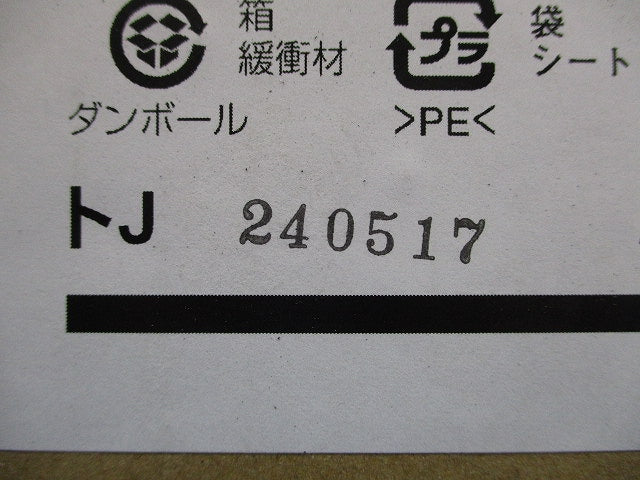 箱
緩衝材
ダンボール
プラ
袋
シート
>PE<
トJ 240517